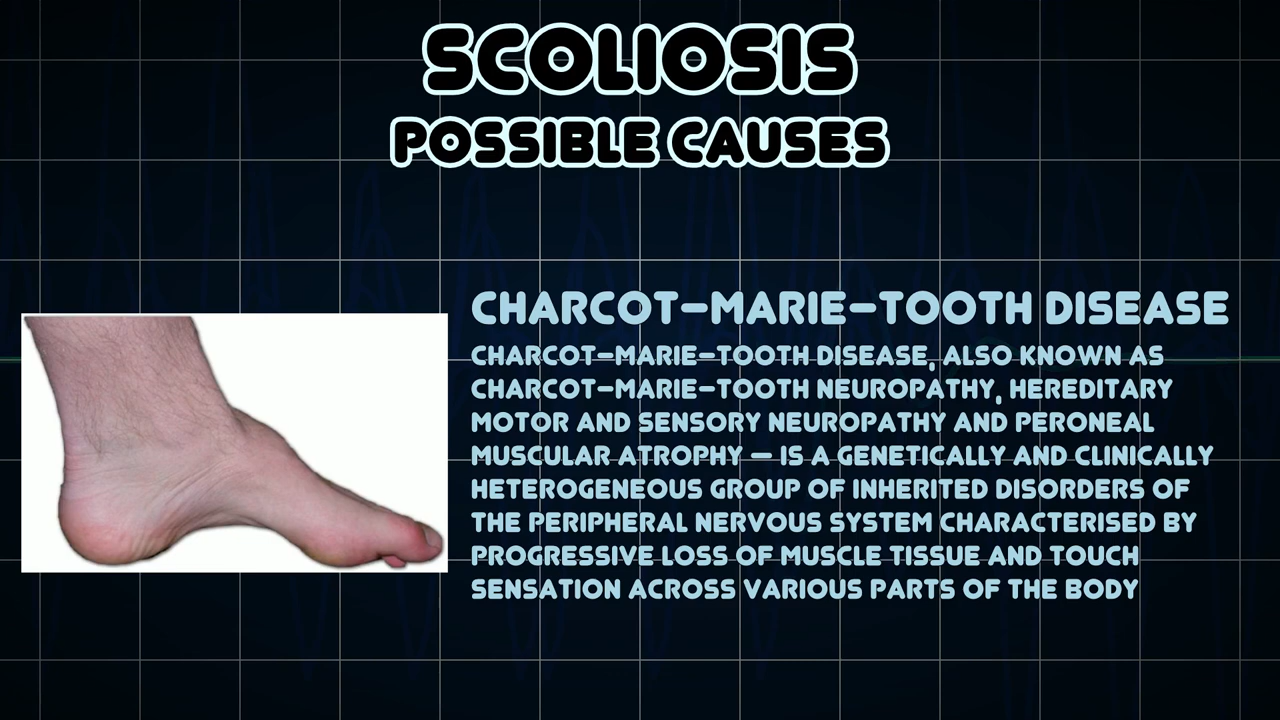 SCOLIOSIS
POSSIBLE CAUSES
CHARCOT-MARIE-TOOTH DISEASE
CHARCOT-MARIE-TOOTH DISEASE, ALSO KNOWN AS
CHARCOT-MARIE-TOOTH NEUROPATHY, HEREDITARY
MOTOR AND SENSORY NEUROPATHY AND PERONEAL
MUSCULAR ATROPHY — IS A GENETICALLY AND CLINICALLY
HETEROGENEOUS GROUP OF INHERITED DISORDERS OF
THE PERIPHERAL NERVOUS SYSTEM CHARACTERISED BY
PROGRESSIVE LOSS OF MUSCLE TISSUE AND TOUCH
SENSATION ACROSS VARIOUS PARTS OF THE BODY